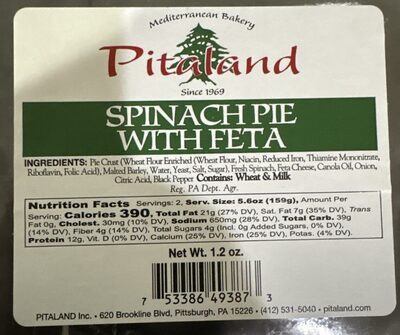 Mediterranean Bakery
Pitaland
Since 1969
SPINACH PIE
WITH FETA
INGREDIENTS: Pie Crust (Wheat Flour Enriched (Wheat Flour, Niacin, Reduced Iron, Thiamine Mononitrate,
Riboflavin, Folic Acid), Malted Barley, Water, Yeast, Salt, Sugar), Fresh Spinach, Feta Cheese, Canola Oil, Onion,
Citric Acid, Black Pepper Contains: Wheat & Milk
Reg. PA Dept. Agr.
Nutrition Facts Servings: 2, Serv. Size: 5.6oz (159g), Amount Per
Serving: Calories 390, Total Fat 21g (27% DV), Sat. Fat 7g (35% DV), Trans
Fat 0g, Cholest. 30mg (10% DV), Sodium 650mg (28% DV), Total Carb. 39g
(14% DV), Fiber 4g (14% DV), Total Sugars 4g (Incl. 0g Added Sugars, 0% DV),
Protein 12g, Vit. D (0% DV), Calcium (25% DV), Iron (25% DV), Potas. (4% DV).
Net Wt. 1.2 oz.
7 53386 49387 3
PITALAND Inc. • 620 Brookline Blvd, Pittsburgh, PA 15226 • (412) 531-5040 • pitaland.com